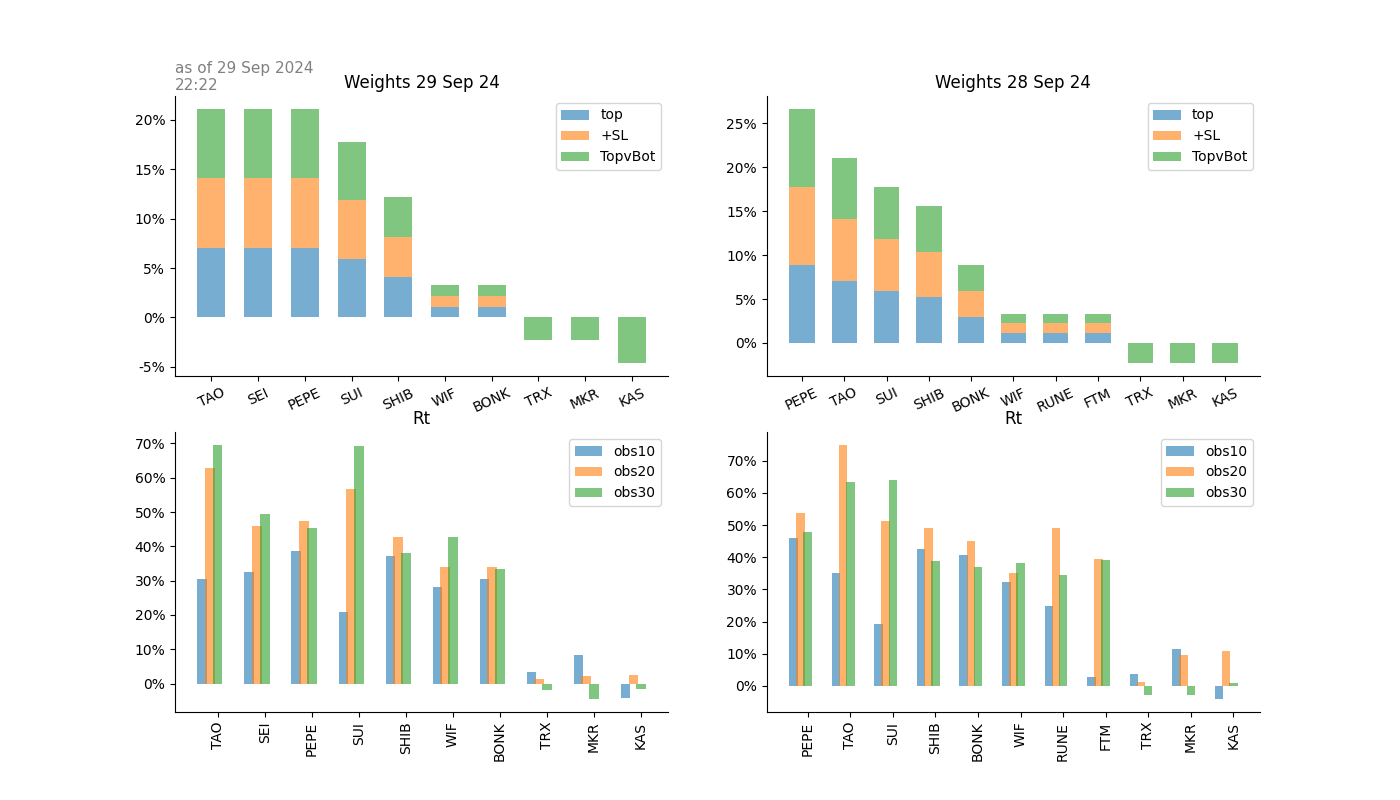 as of 29 Sep 2024
22:22
Weights 29 Sep 24
20%
15%
10%
5%
0%
-5%
top
+SL
TopvBot
TAO SEI PEPE SUI SHIB WIF BONK TRX MKR KAS
Weights 28 Sep 24
25%
20%
15%
10%
5%
0%
top
+SL
TopvBot
PEPE TAO SUI SHIB BONK WIF RUNE FTM TRX MKR KAS
Rt
70%
60%
50%
40%
30%
20%
10%
0%
obs10
obs20
obs30
TAO SEI PEPE SUI SHIB WIF BONK TRX MKR KAS
Rt
70%
60%
50%
40%
30%
20%
10%
0%
obs10
obs20
obs30
PEPE TAO SUI SHIB BONK WIF RUNE FTM TRX MKR KAS